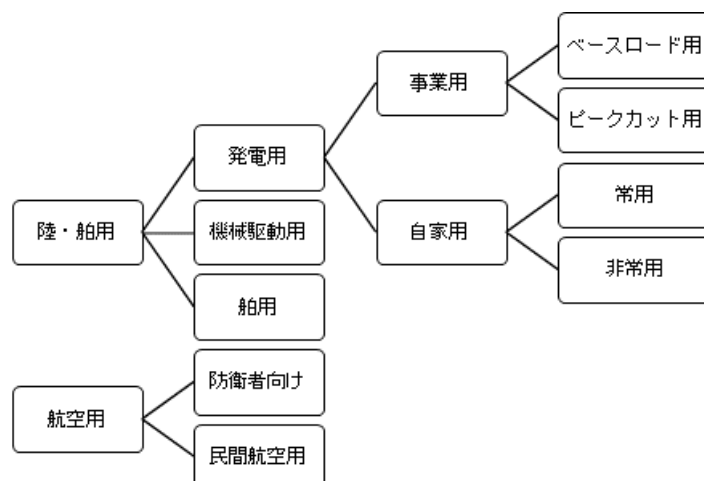 ベースロード用
事業用
ピークカット用
発電用
常用
陸・舶用
機械駆動用
自家用
非常用
舶用
防衛者向け
航空用
民間航空用